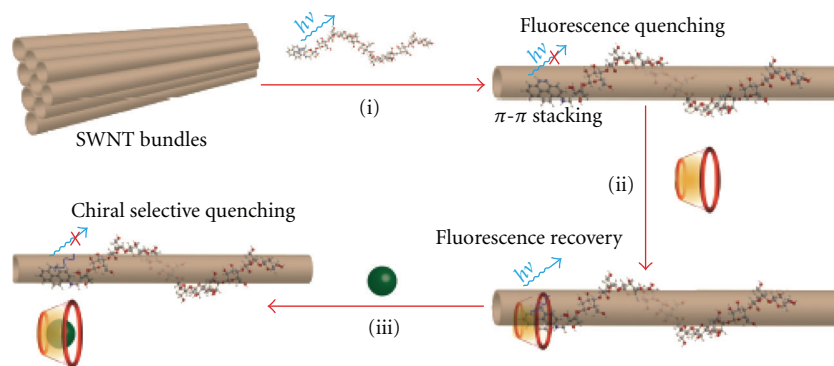 hν
Fluorescence quenching
hν
(i)
π-π stacking
SWNT bundles
(ii)
Chiral selective quenching
Fluorescence recovery
hν
(iii)